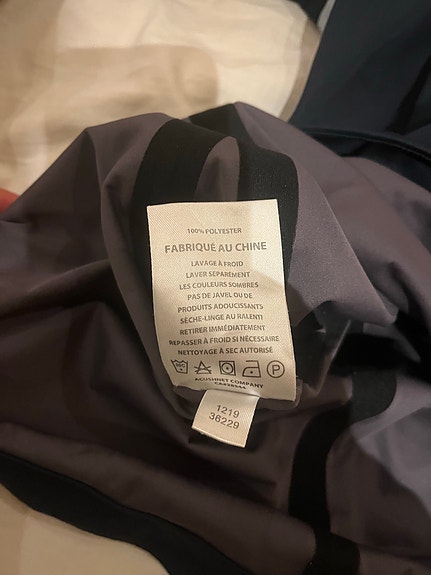 100% POLYESTER
FABRIQUÉ AU CHINE
LAVAGE À FROID
LAVER SEPARÉMENT
LES COULEURS SOMBRES
PAS DE JAVEL OU DE
PRODUITS ADOUCISSANTS
SÈCHE-LINGE AU RALENTI
RETIRER IMMÉDIATEMENT
REPASSER À FROID SI NÉCESSAIRE
NETTOYAGE À SEC AUTORISÉ
P
ACUSHNET COMPANY
1219
36229